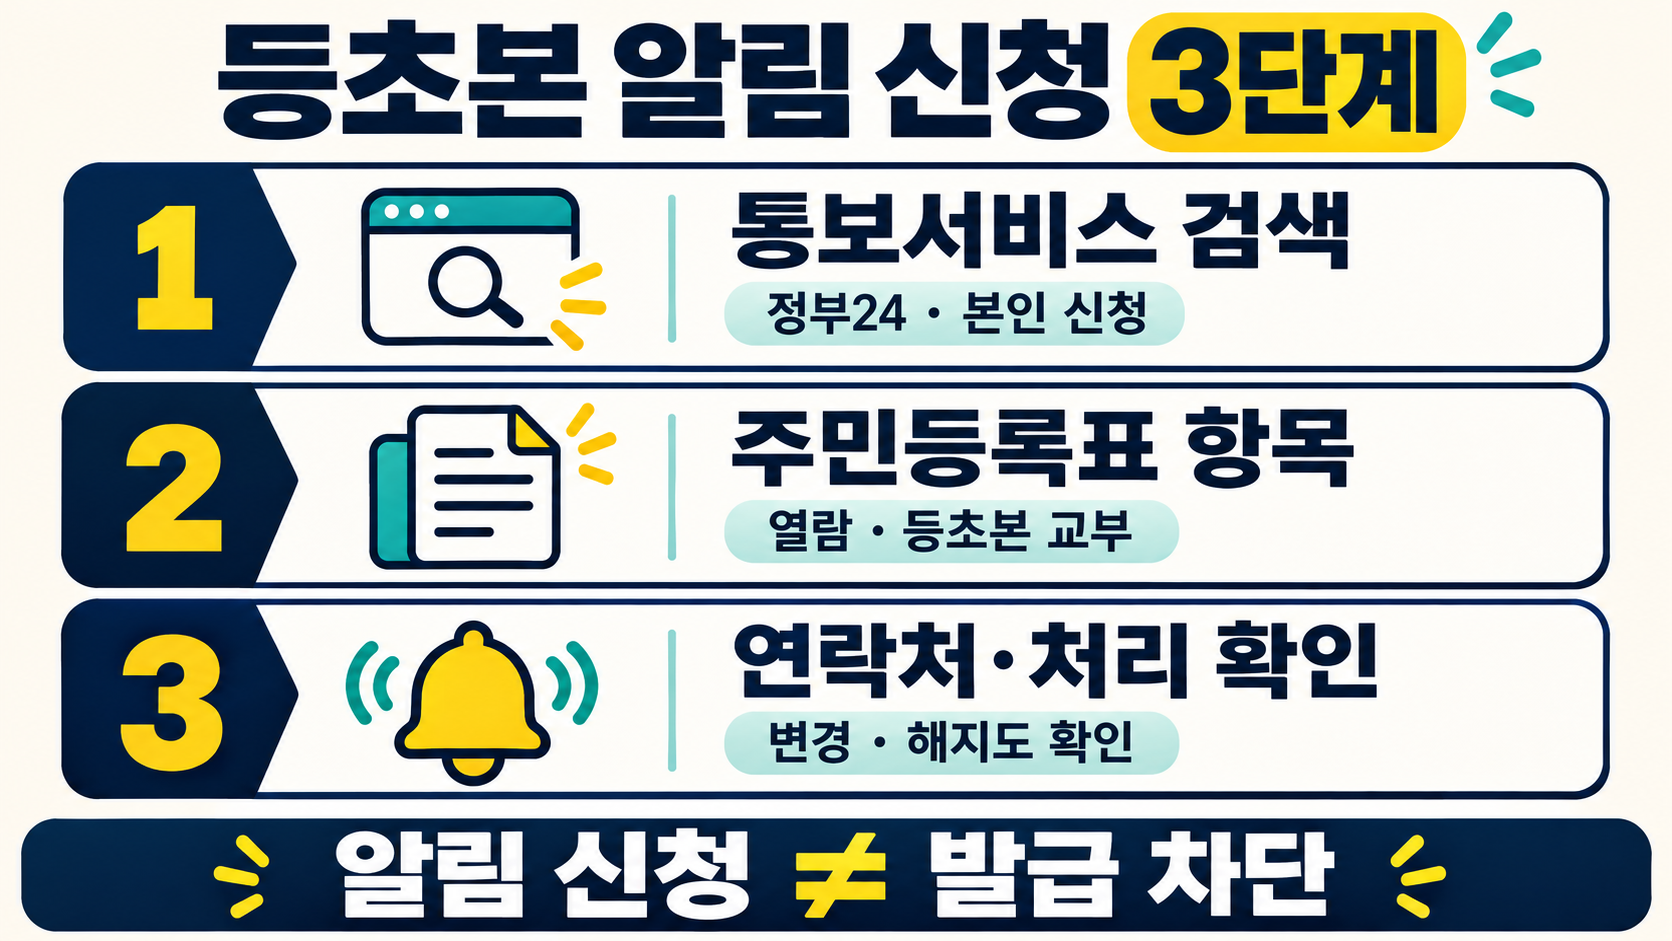 등초본 알림 신청 3단계
1
통보서비스 검색
정부24 · 본인 신청
2
주민등록표 항목
열람 · 등초본 교부
3
연락처·처리 확인
변경 · 해지도 확인
알림 신청 ≠ 발급 차단